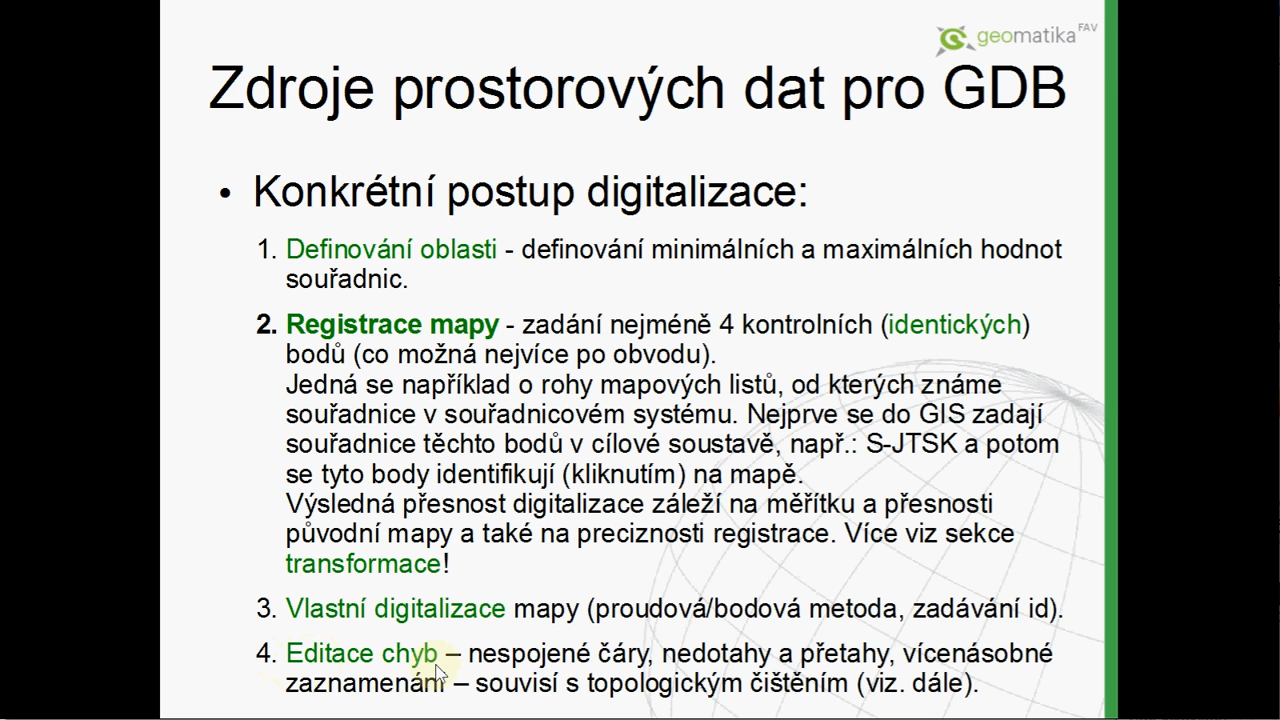 geomatika FAV
Zdroje prostorových dat pro GDB
• Konkrétní postup digitalizace:
1. Definování oblasti - definování minimálních a maximálních hodnot
souřadnic.
2. Registrace mapy - zadání nejméně 4 kontrolních (identických)
bodů (co možná nejvíce po obvodu).
Jedná se například o rohy mapových listů, od kterých známe
souřadnice v souřadnicovém systému. Nejprve se do GIS zadají
souřadnice těchto bodů v cílové soustavě, např.: S-JTSK a potom
se tyto body identifikují (kliknutím) na mapě.
Výsledná přesnost digitalizace záleží na měřítku a přesnosti
původní mapy a také na preciznosti registrace. Více viz sekce
transformace!
3. Vlastní digitalizace mapy (proudová/bodová metoda, zadávání id).
4. Editace chyb – nespojené čáry, nedotahy a přetahy, vícenásobné
zaznamenání – souvisí s topologickým čištěním (viz. dále).